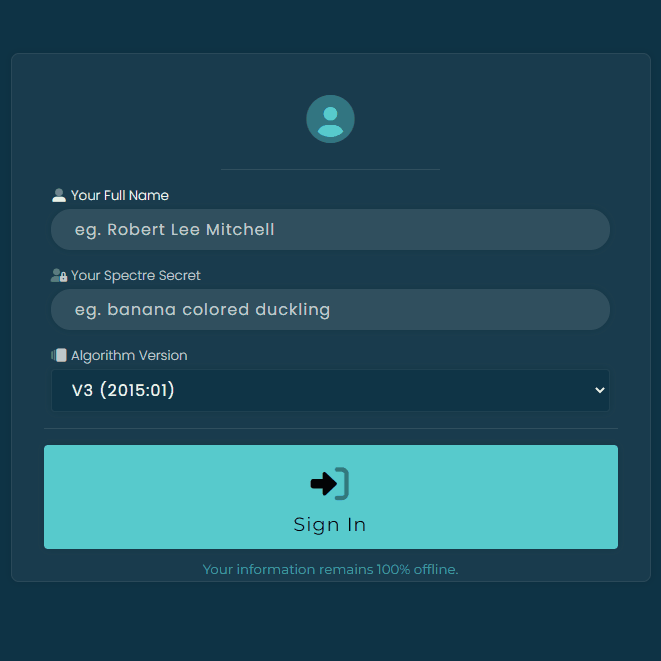 Your Full Name
eg. Robert Lee Mitchell
Your Spectre Secret
eg. banana colored duckling
Algorithm Version
V3 (2015:01)
Sign In
Your information remains 100% offline.